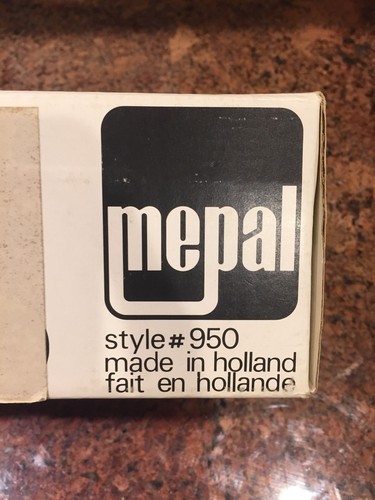 mepal
style # 950
made in holland
fait en hollande